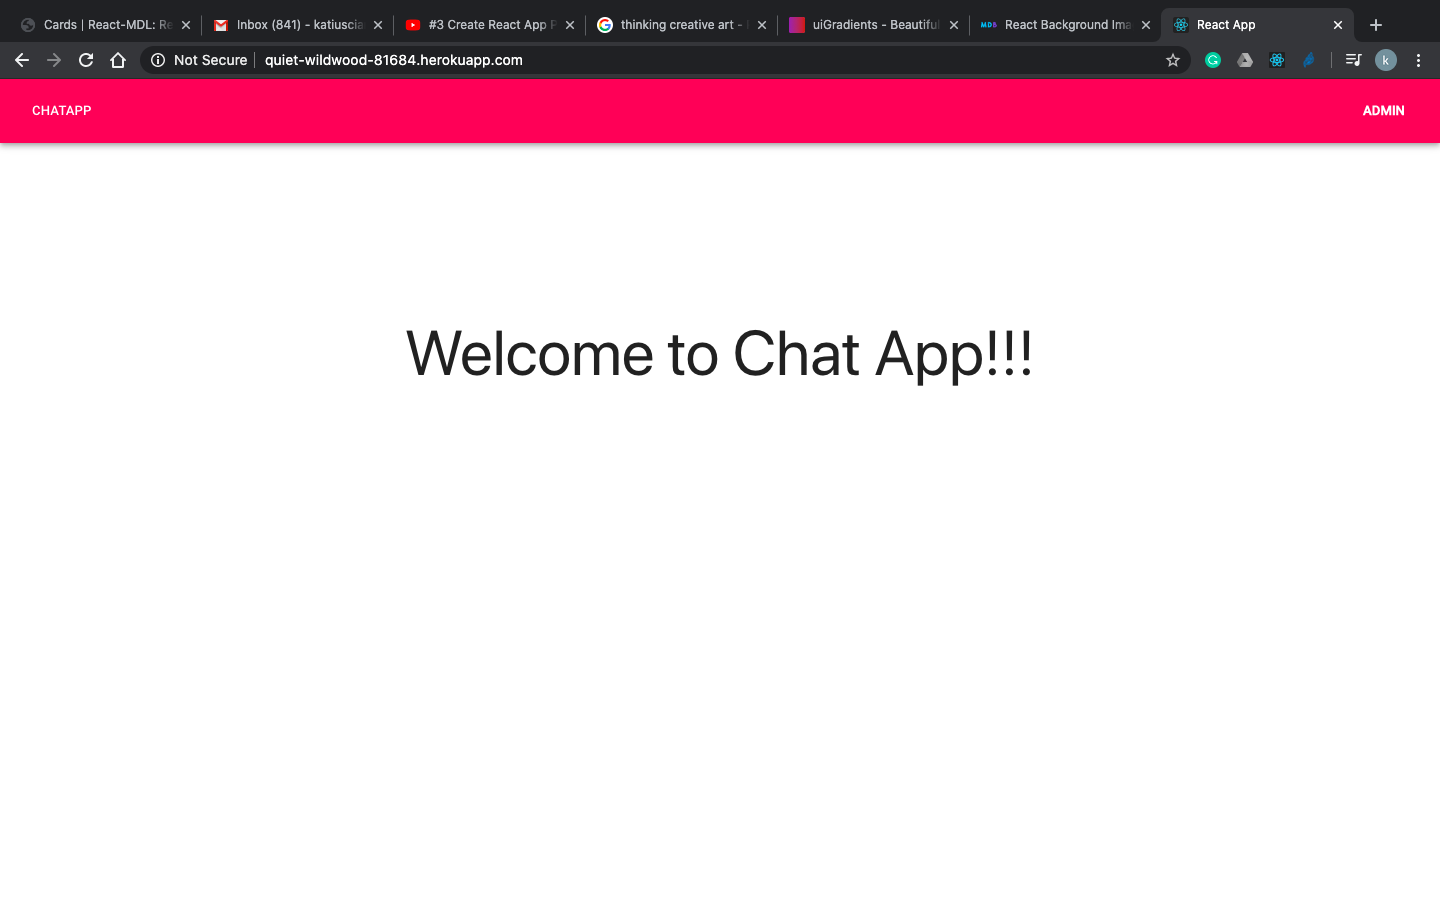 Cards | React-MDL: Re
Inbox (841) - katiuscia
#3 Create React App P
thinking creative art -
uiGradients - Beautiful
MDB React Background Ima
React App
Not Secure quiet-wildwood-81684.herokuapp.com
k
CHATAPP
ADMIN
Welcome to Chat App!!!